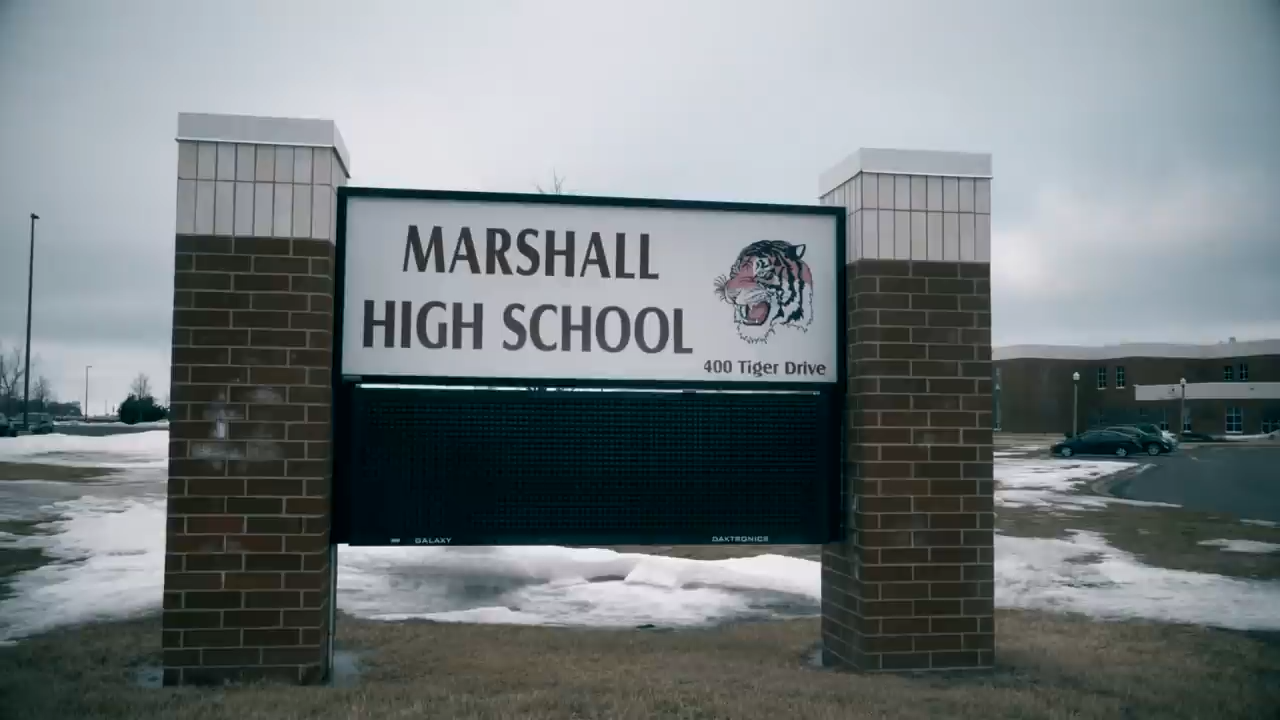 MARSHALL
HIGH SCHOOL
400 Tiger Drive
GALAXY
DAKTRONICS